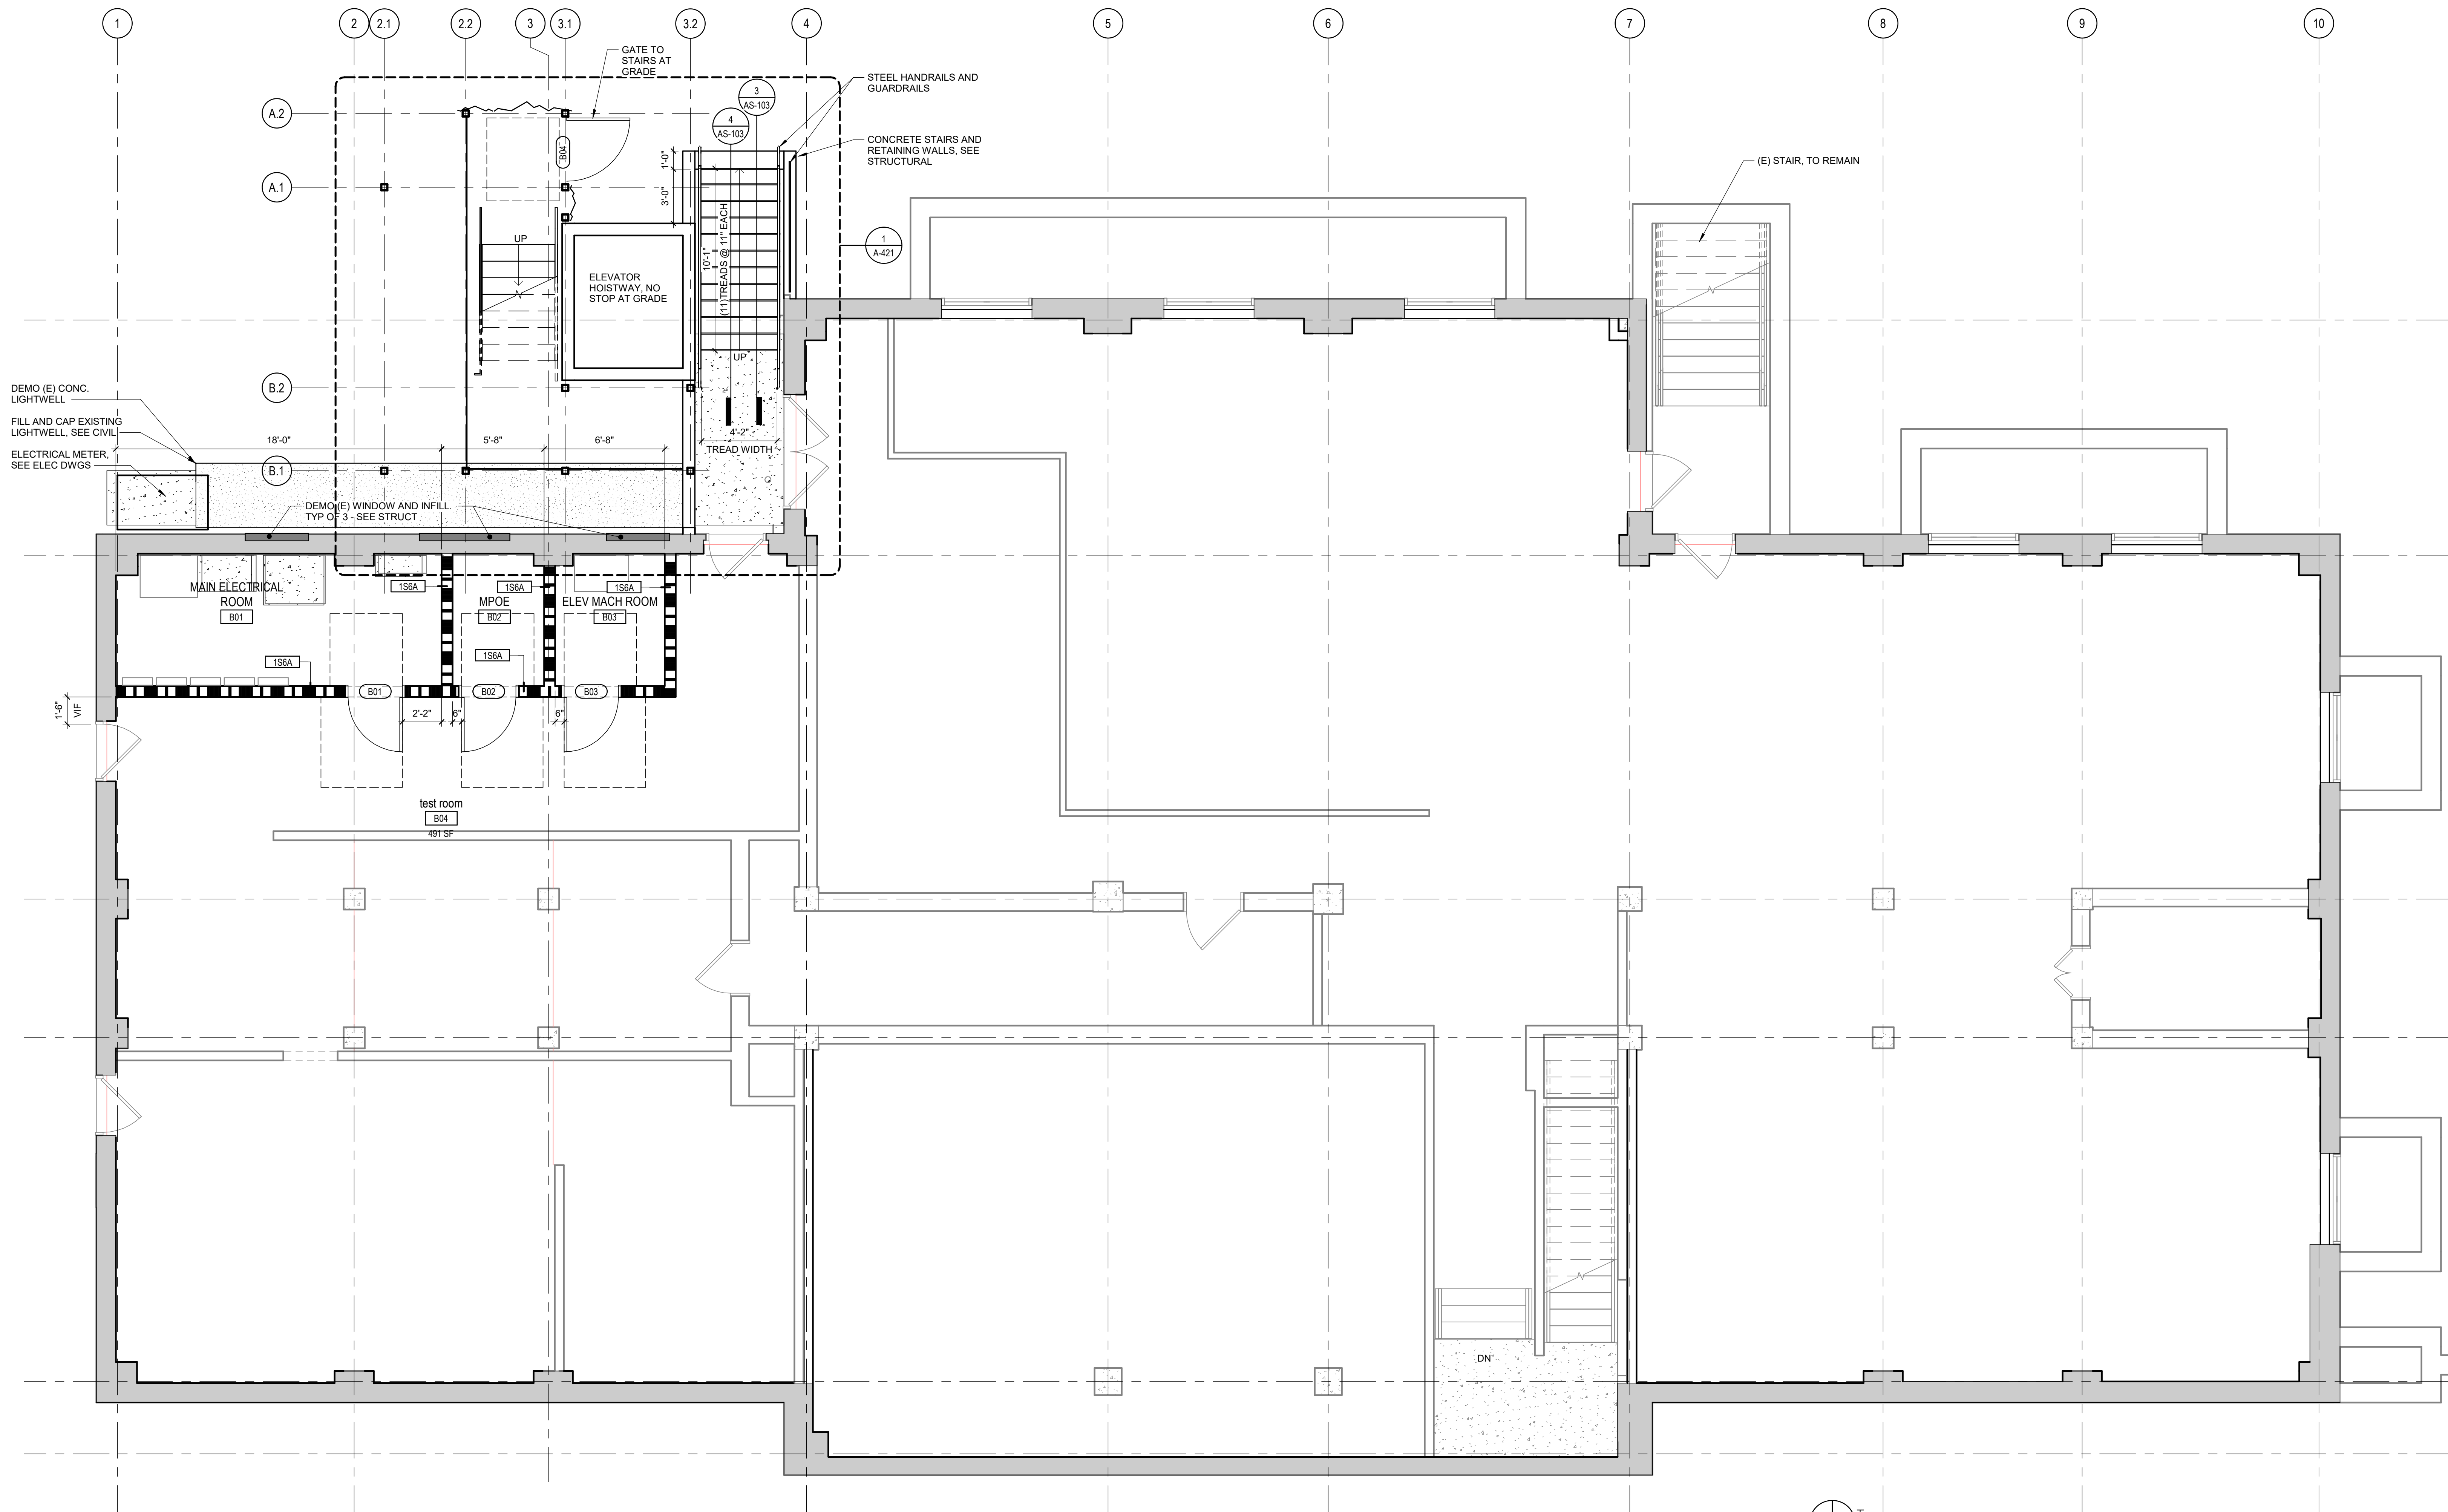 1
2
2.1
2.2
3
3.1
3.2
4
5
6
7
8
9
10
GATE TO
STAIRS AT
GRADE
STEEL HANDRAILS AND
GUARDRAILS
3
AS-103
4
AS-103
A.2
CONCRETE STAIRS AND
RETAINING WALLS, SEE
STRUCTURAL
(E) STAIR, TO REMAIN
B04
1'-0"
A.1
3'-0"
UP
1
A-421
10'-1"
(11)TREADS @ 11" EACH
ELEVATOR
HOISTWAY, NO
STOP AT GRADE
UP
B.2
DEMO (E) CONC.
LIGHTWELL
FILL AND CAP EXISTING
LIGHTWELL, SEE CIVIL
ELECTRICAL METER,
SEE ELEC DWGS
18'-0"
5'-8"
6'-8"
4'-2"
TREAD WIDTH
B.1
DEMO (E) WINDOW AND INFILL.
TYP OF 3 - SEE STRUCT
MAIN ELECTRICAL
ROOM
B01
1S6A
1S6A
1S6A
MPOE
B02
ELEV MACH ROOM
B03
1S6A
1S6A
B01
B02
B03
1'-6"
VIF
2'-2"
6"
6"
test room
B04
491 SF
DN